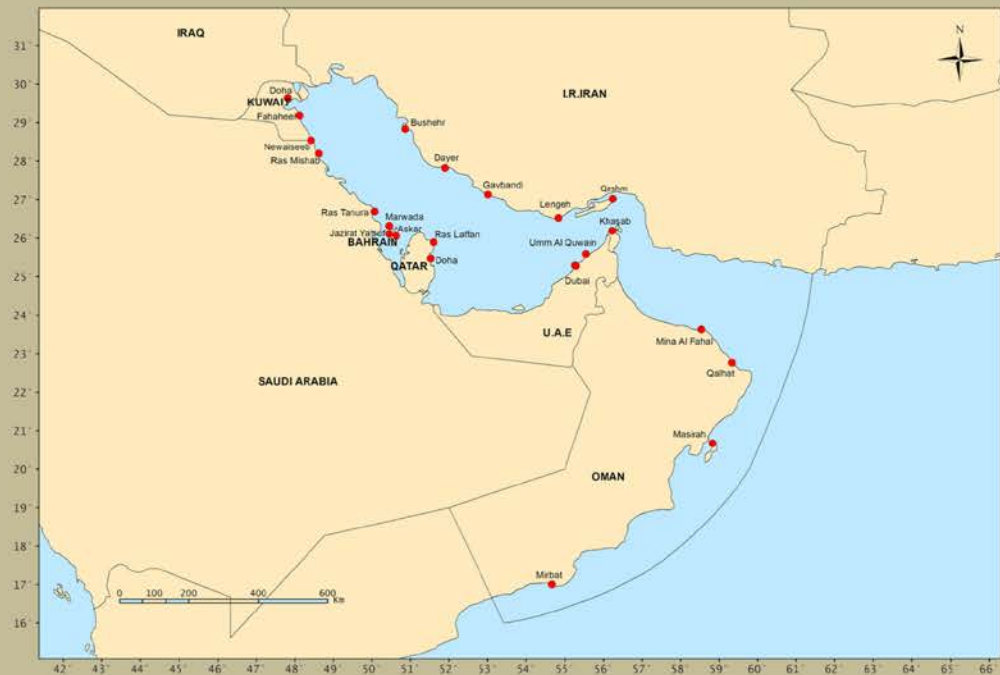 N
IRAQ
31°
Doha
30°
KUWAIT
I.R.IRAN
Fahaheel
29°
Bushehr
Newaiseeb
Ras Mishab
Dayer
28°
Gavbandi
27°
Lengeh
Qeshm
Ras Tanura
Marwada
Khasab
26°
Askar
Ras Laffan
BAHRAIN
Umm Al Quwain
QATAR
Doha
25°
Dubai
24°
U.A.E
Mina Al Fahal
23°
SAUDI ARABIA
Qalhat
22°
21°
Masirah
20°
OMAN
19°
18°
Mirbat
17°
0 100 200 400 600
Km
16°
42° 43° 44° 45° 46° 47° 48° 49° 50° 51° 52° 53° 54° 55° 56° 57° 58° 59° 60° 61° 62° 63° 64° 65° 66°